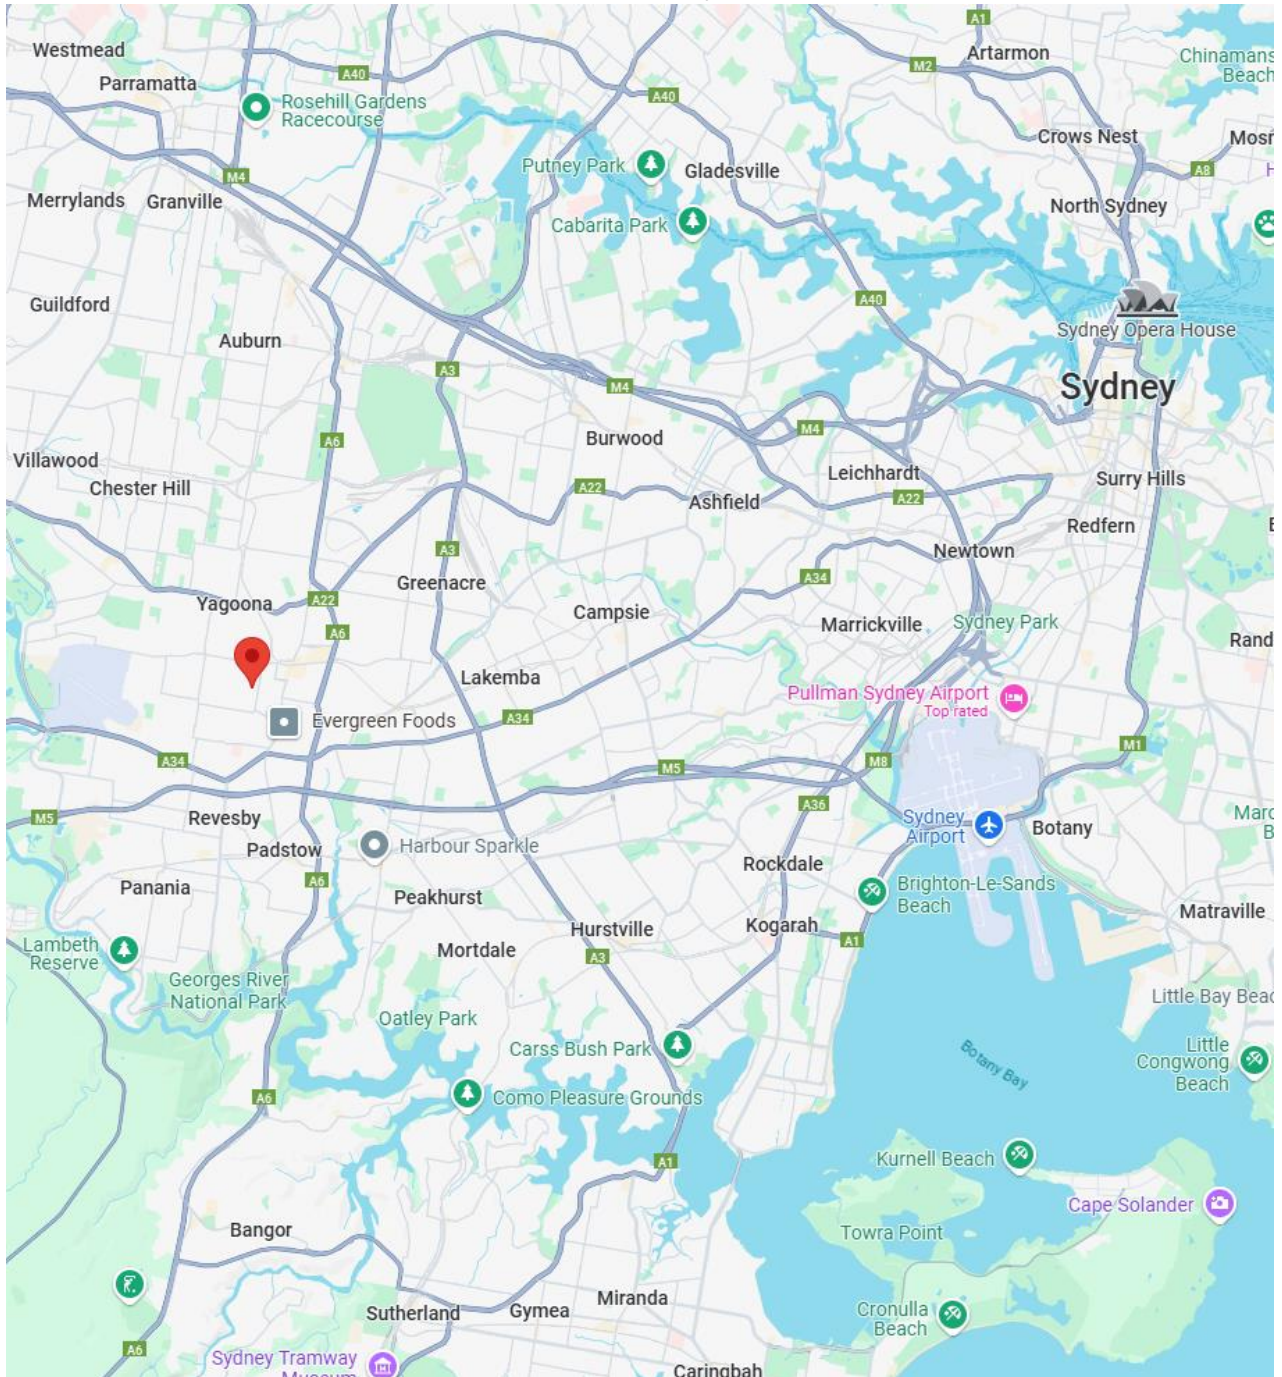 A1
Westmead
Artarmon
Chinamans
Beach
M2
A40
Parramatta
Rosehill Gardens
Racecourse
A40
Crows Nest
Putney Park
Gladesville
A8
M4
Merrylands
Granville
North Sydney
Cabarita Park
Guildford
A40
Sydney Opera House
Auburn
A3
M4
Sydney
A6
Burwood
M4
Villawood
Chester Hill
Leichhardt
Surry Hills
A22
Ashfield
A22
Redfern
A3
Newtown
Greenacre
A34
Yagoona
A22
Campsie
Marrickville
Sydney Park
A6
Lakemba
Pullman Sydney Airport
Top rated
Evergreen Foods
A34
M1
A34
M5
M8
M5
Revesby
A36
Sydney
Airport
Botany
Padstow
Harbour Sparkle
Rockdale
Panania
A6
Peakhurst
Brighton-Le-Sands
Beach
Matraville
Hurstville
Kogarah
A1
Lambeth
Reserve
Mortdale
A3
Georges River
National Park
Little Bay Beac
Oatley Park
Carss Bush Park
Little
Congwong
Beach
Botany Bay
A6
Como Pleasure Grounds
A1
Kurnell Beach
Cape Solander
Bangor
Towra Point
Sutherland
Gymea
Miranda
Cronulla
Beach
A6
Sydney Tramway
Caringbah